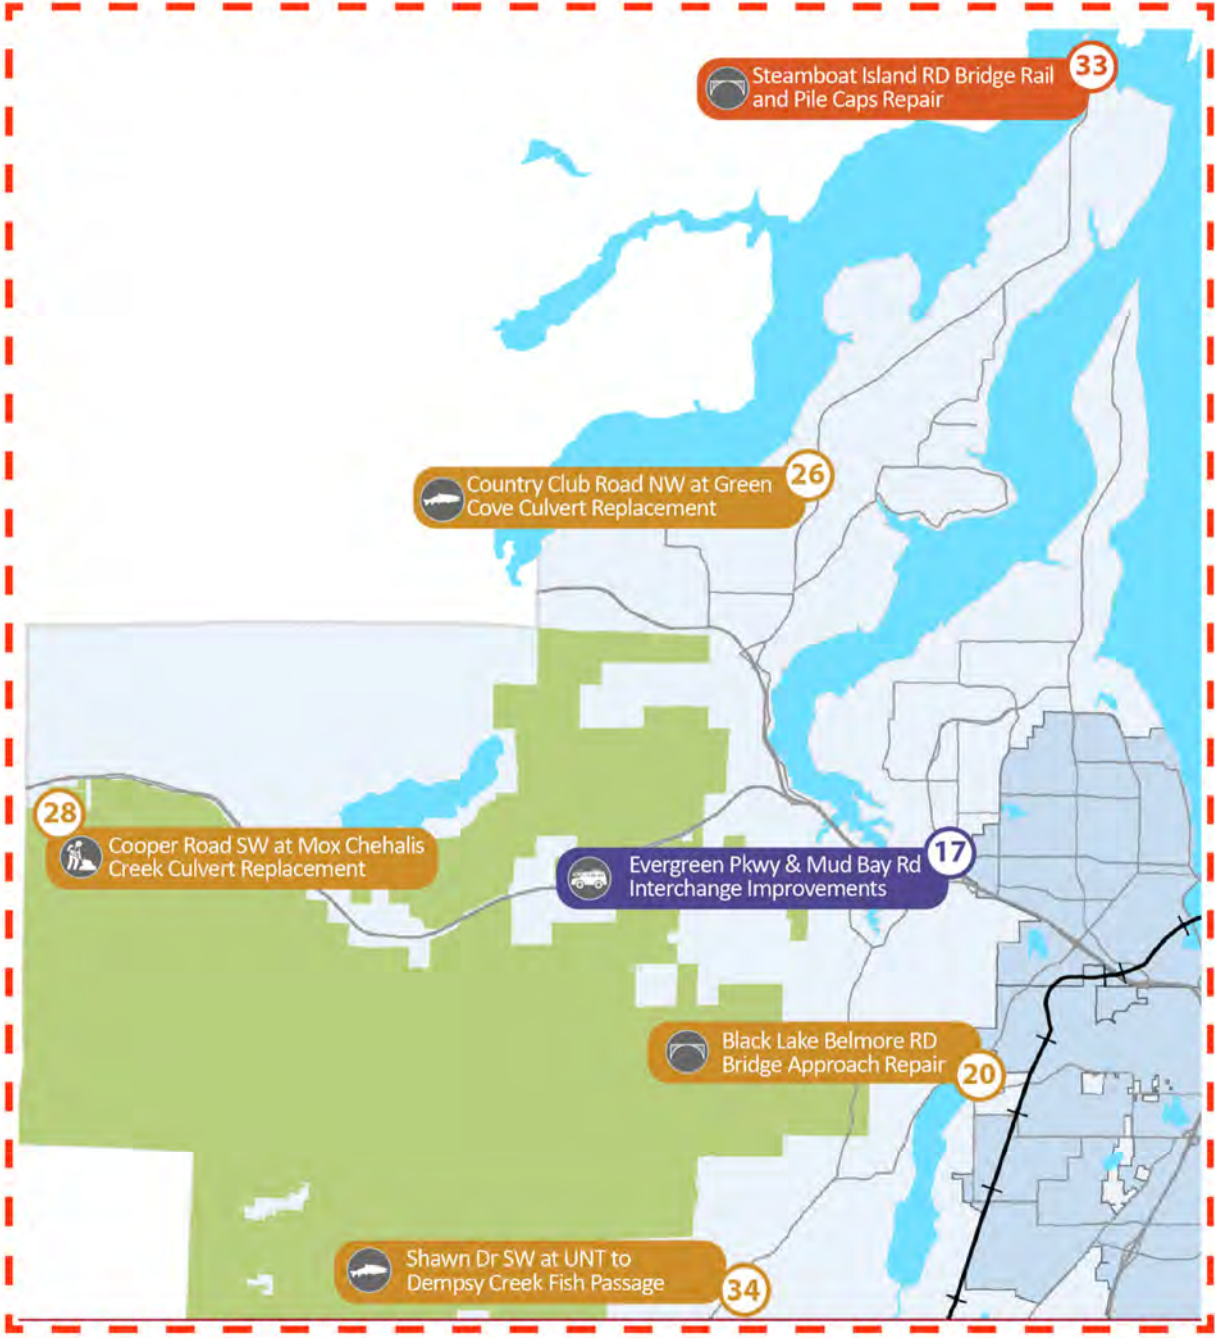 Steamboat Island RD Bridge Rail
and Pile Caps Repair
33
Country Club Road NW at Green
Cove Culvert Replacement
26
28
Cooper Road SW at Mox Chehalis
Creek Culvert Replacement
Evergreen Pkwy & Mud Bay Rd
Interchange Improvements
17
Black Lake Belmore RD
Bridge Approach Repair
20
Shawn Dr SW at UNT to
Dempsy Creek Fish Passage
34